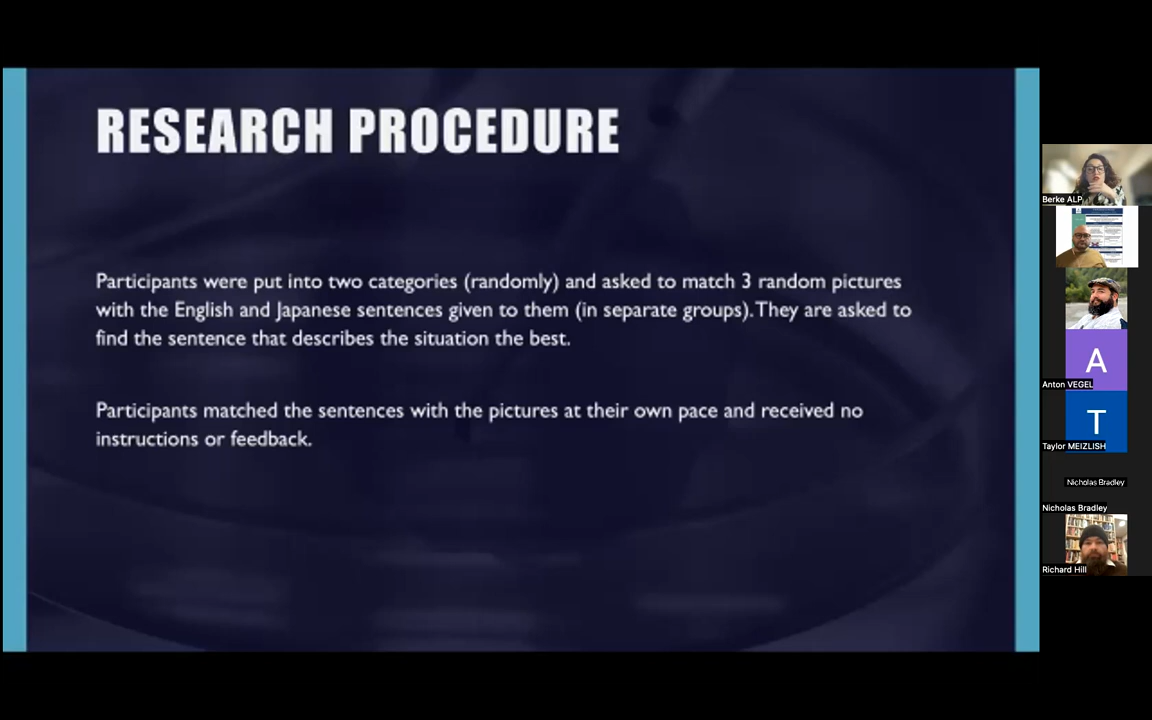 RESEARCH PROCEDURE
Participants were put into two categories (randomly) and asked to match 3 random pictures
with the English and Japanese sentences given to them (in separate groups). They are asked to
find the sentence that describes the situation the best.
Participants matched the sentences with the pictures at their own pace and received no
instructions or feedback.
Berke ALP
A
Anton VEGEL
T
Taylor MEIZLISH
Nicholas Bradley
Nicholas Bradley
Richard Hill